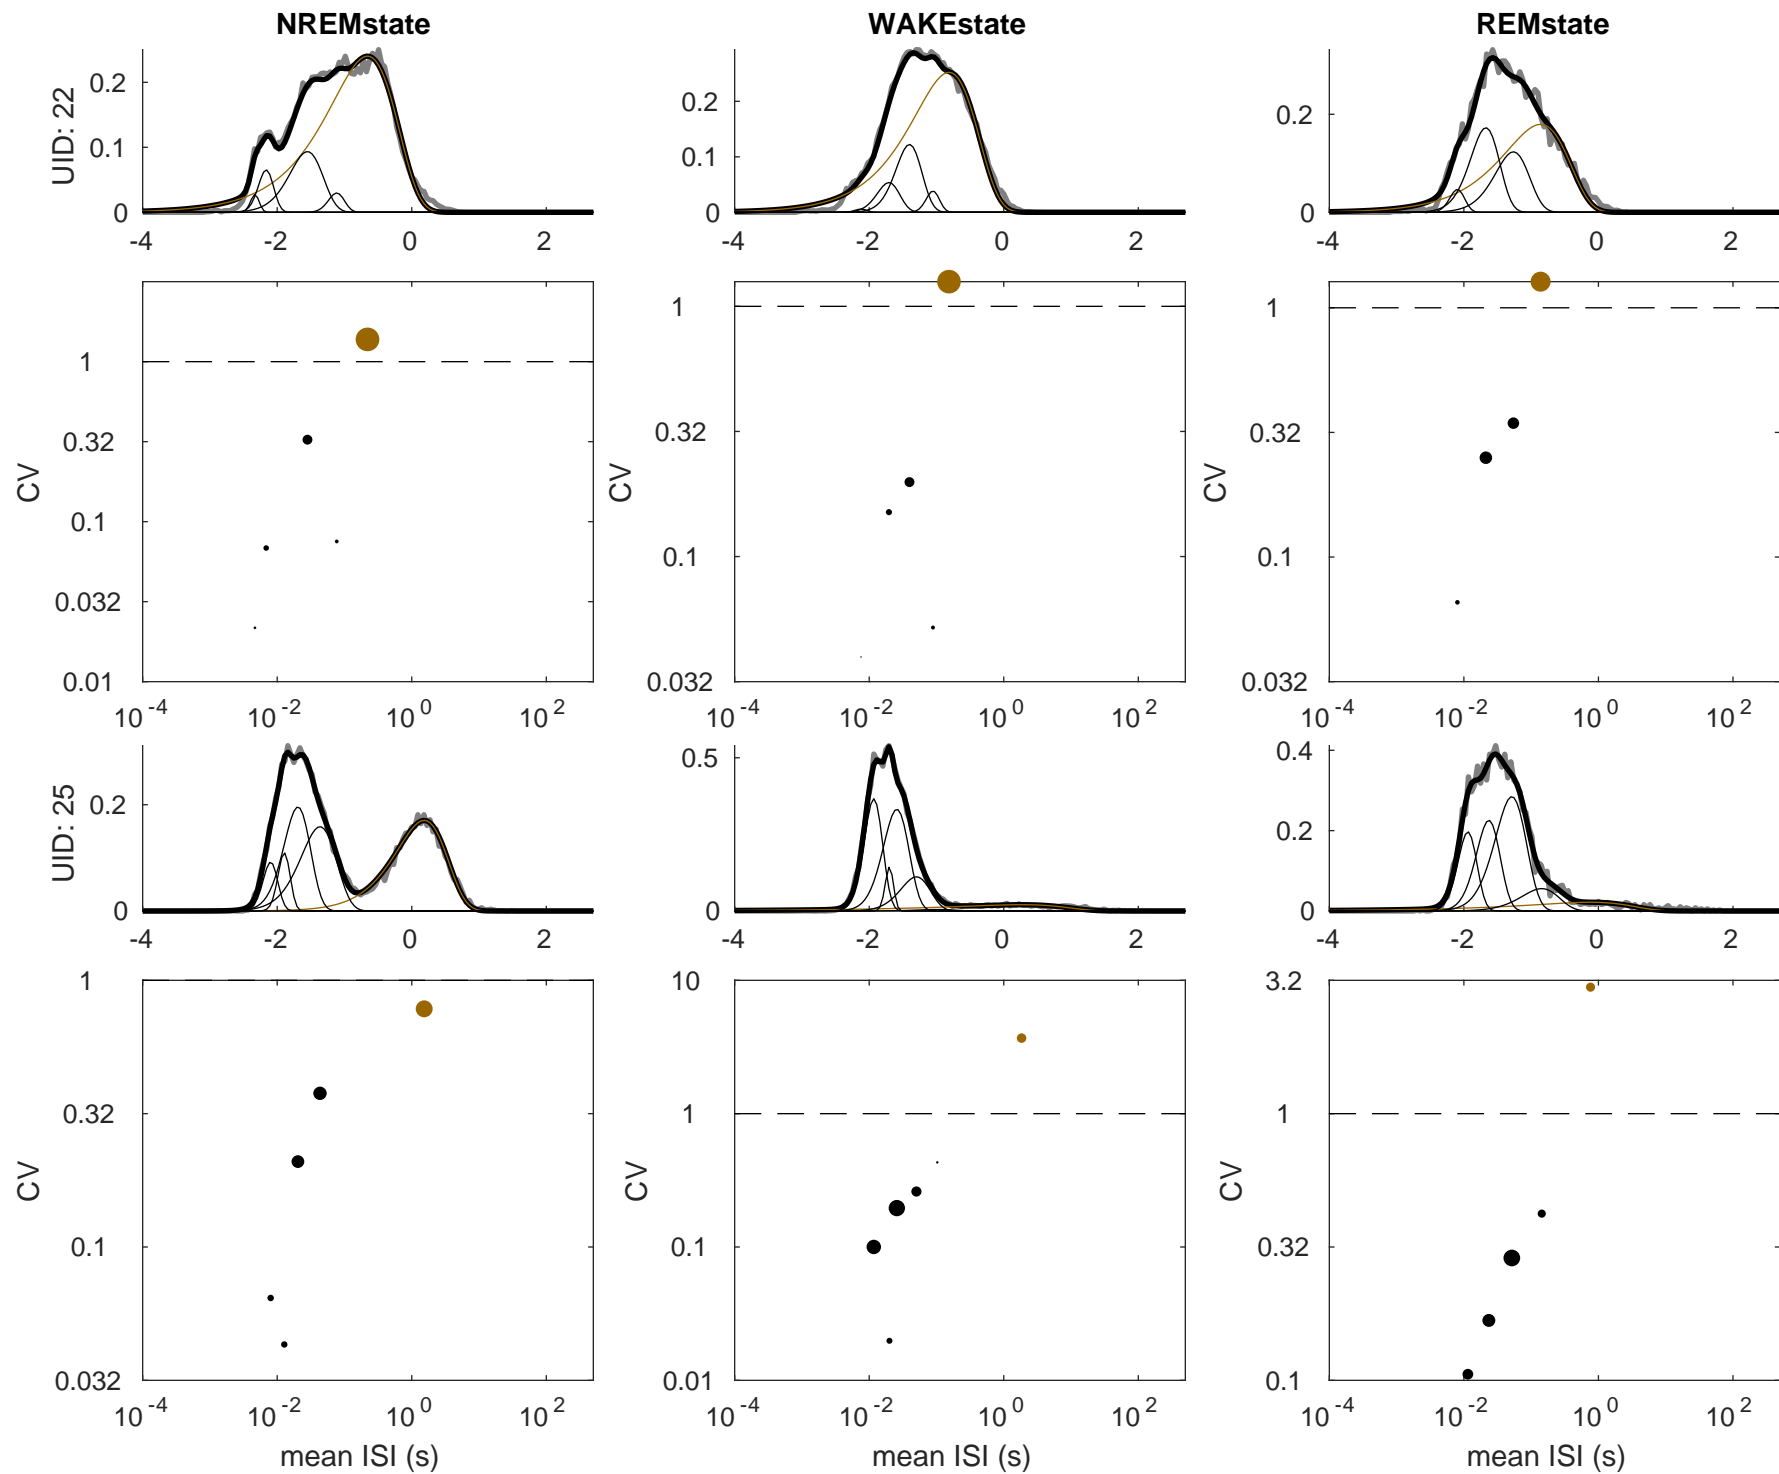 NREMstate WAKEstate REMstate
UID: 22
0.2 0.1 0
0.2 0.1 0
0.2 0
-4 -2 0 2
-4 -2 0 2
-4 -2 0 2
CV
1 0.32 0.1 0.032 0.01
CV
1 0.32 0.1 0.032
CV
1 0.32 0.1 0.032
10^-4 10^-2 10^0 10^2
10^-4 10^-2 10^0 10^2
10^-4 10^-2 10^0 10^2
UID: 25
0.2 0
0.5 0
0.4 0.2 0
-4 -2 0 2
-4 -2 0 2
-4 -2 0 2
CV
1 0.32 0.1 0.032
CV
10 1 0.1 0.01
CV
3.2 1 0.32 0.1
10^-4 10^-2 10^0 10^2
10^-4 10^-2 10^0 10^2
10^-4 10^-2 10^0 10^2
mean ISI (s) mean ISI (s) mean ISI (s)